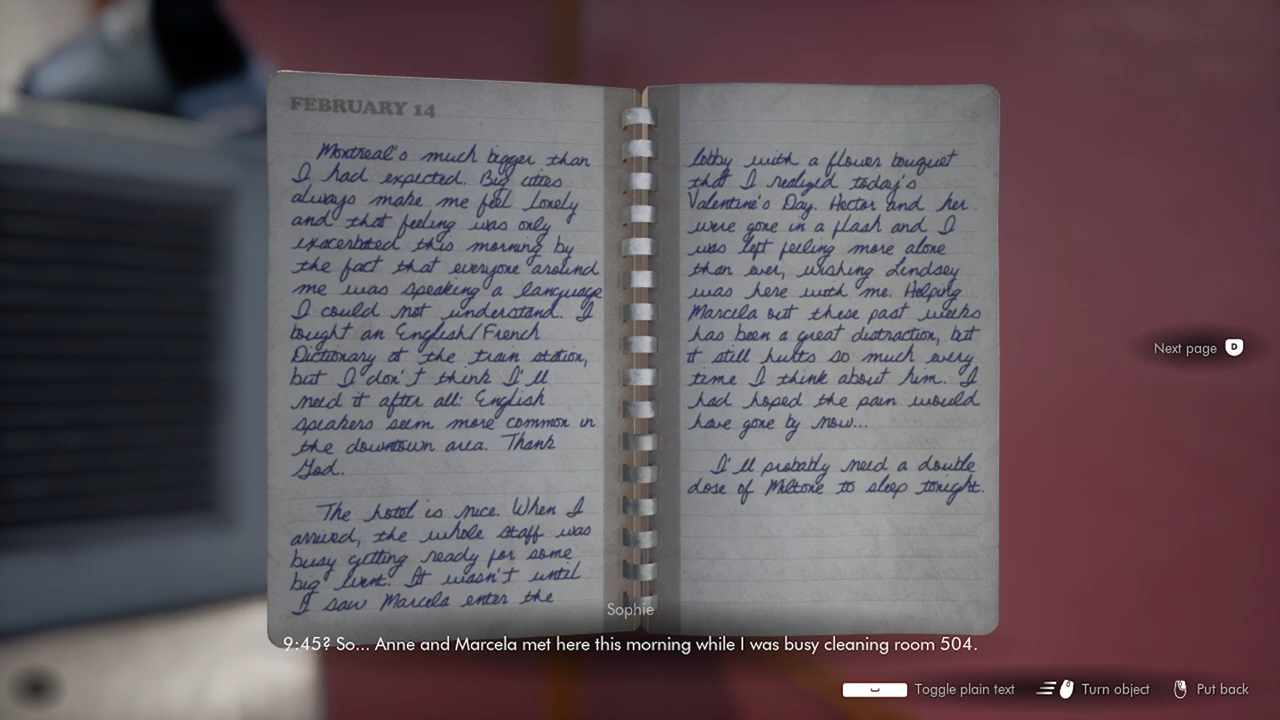 FEBRUARY 14
Montreal's much bigger than
I had expected. Big cities
always make me feel lonely
and that feeling was only
exacerbated this morning by
the fact that everyone around
me was speaking a language
I could not understand. I
bought an English/French
Dictionary at the train station,
but I don't think I'll
need it after all: English
speakers seem more common in
the downtown area. Thank
God.
The hotel is nice. When I
arrived, the whole staff was
busy getting ready for some
big event. It wasn't until
I saw Marcela enter the
lobby with a flower bouquet
that I realized today's
Valentine's Day. Hector and her
were gone in a flash and I
was left feeling more alone
than ever, wishing Lindsey
was here with me. Helping
Marcela out these past weeks
has been a great distraction, but
it still hurts so much every
time I think about him. I
had hoped the pain would
have gone by now...
I'll probably need a double
dose of Miltone to sleep tonight.
Next page D
Sophie
9:45? So... Anne and Marcela met here this morning while I was busy cleaning room 504.
Toggle plain text Turn object Put back